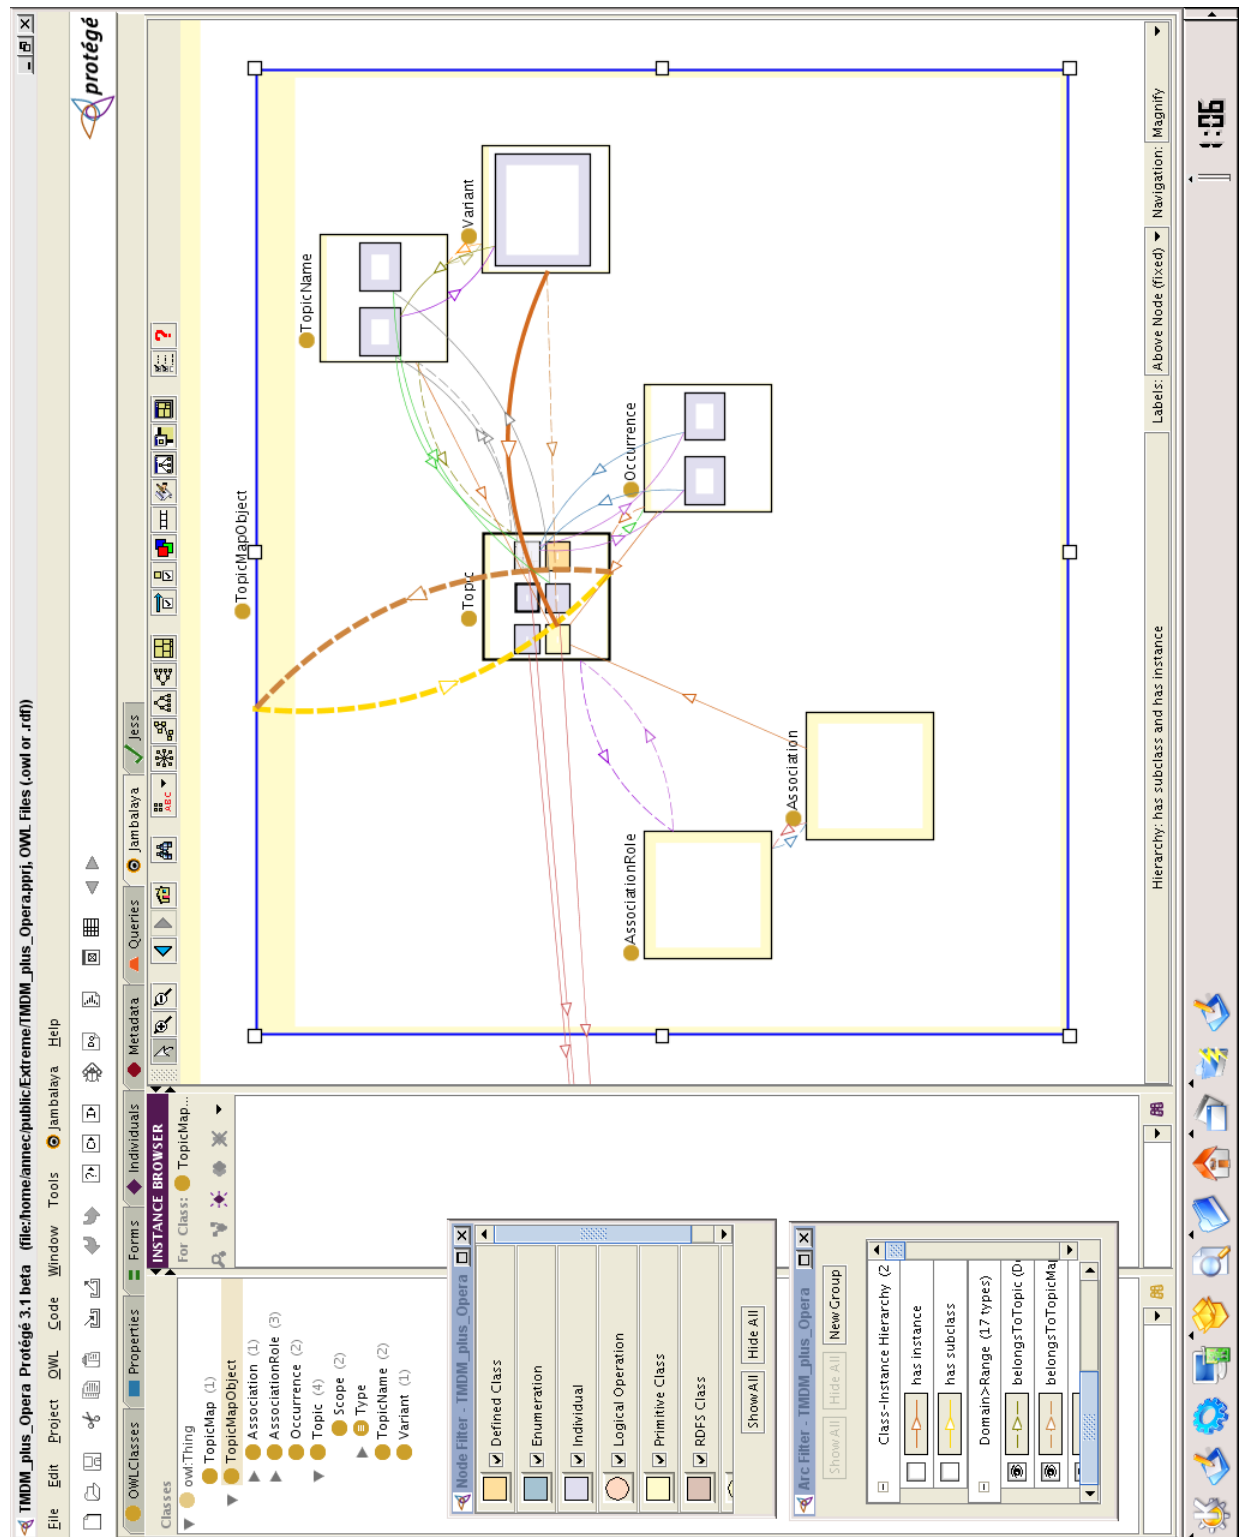 TMDM_plus_Opera Protégé 3.1 beta (file:/home/annec/public/Extreme/TMDM_plus_Opera.pprj, OWL Files (.owl or .rdf))
File Edit Project OWL Code Window Tools Jambalaya Help
protégé
OWLClasses Properties Forms Individuals Metadata Queries Jambalaya Jess
Classes
owl:Thing
TopicMap (1)
TopicMapObject
Association (1)
AssociationRole (3)
Occurrence (2)
Topic (4)
Scope (2)
Type
TopicName (2)
Variant (1)
INSTANCE BROWSER
For Class: TopicMap...
ABC
TopicMapObject
TopicName
Topic
Variant
AssociationRole
Occurrence
Association
Node Filter - TMDM_plus_Opera
Defined Class
Enumeration
Individual
Logical Operation
Primitive Class
RDFS Class
Show All Hide All
Arc Filter - TMDM_plus_Opera
Show All Hide All New Group
Class-Instance Hierarchy (2
has instance
has subclass
Domain>Range (17 types)
belongsToTopic (D
belongsToTopicMa
Hierarchy: has subclass and has instance Labels: Above Node (fixed) Navigation: Magnify
1:06